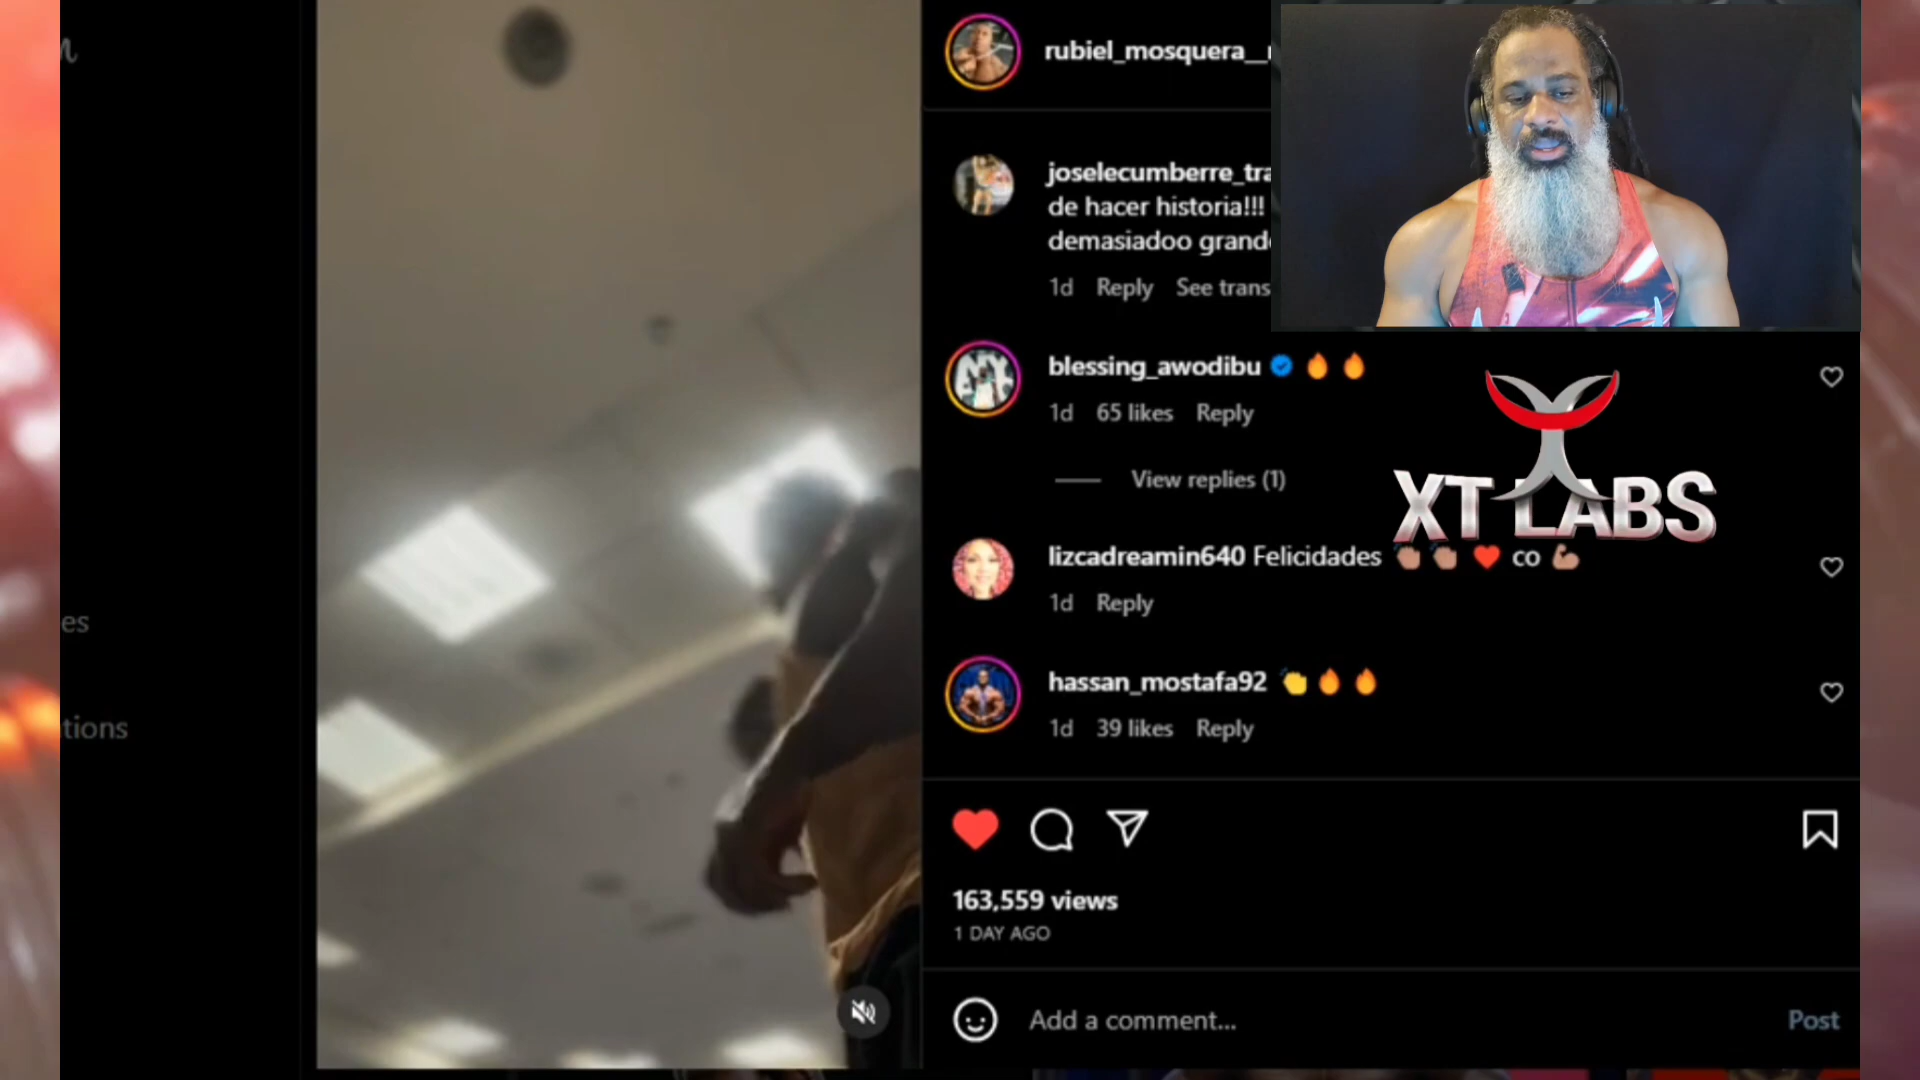 rubiel_mosquera__
joselecumberre_tra
de hacer historia!!!
demasiadoo grand
1d Reply See trans
blessing_awodibu 🔥 🔥
1d 65 likes Reply
View replies (1)
XT LABS
lizcadreamin640 Felicidades 👏🏽 👏🏽 ❤️ co 💪🏽
1d Reply
es
hassan_mostafa92 👏 🔥 🔥
1d 39 likes Reply
tions
163,559 views
1 DAY AGO
Add a comment... Post